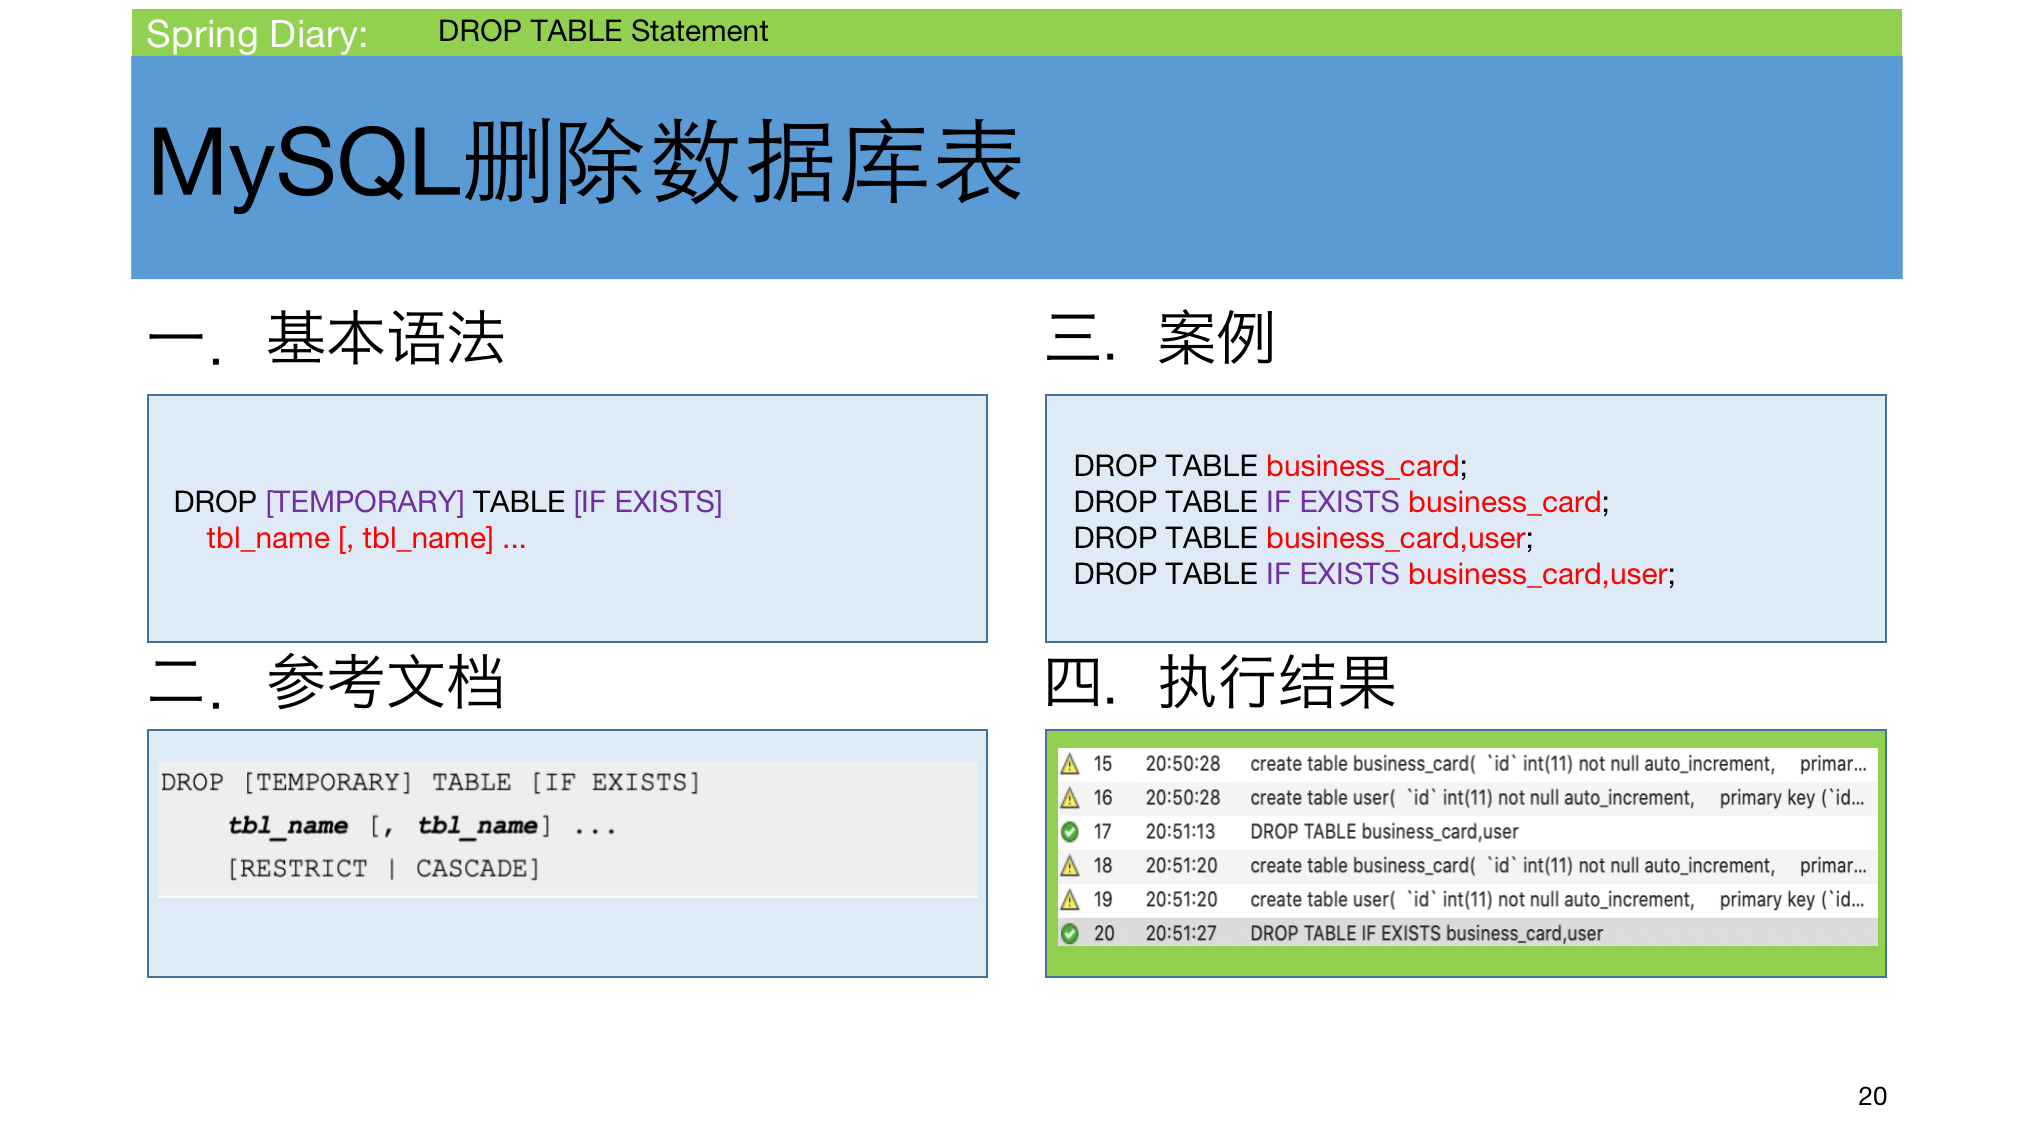 Spring Diary: DROP TABLE Statement
MySQL删除数据库表
一. 基本语法
DROP [TEMPORARY] TABLE [IF EXISTS]
tbl_name [, tbl_name] ...
二. 参考文档
DROP [TEMPORARY] TABLE [IF EXISTS]
tbl_name [, tbl_name] ...
[RESTRICT | CASCADE]
三. 案例
DROP TABLE business_card;
DROP TABLE IF EXISTS business_card;
DROP TABLE business_card,user;
DROP TABLE IF EXISTS business_card,user;
四. 执行结果
15 20:50:28 create table business_card( `id` int(11) not null auto_increment, primar...
16 20:50:28 create table user( `id` int(11) not null auto_increment, primary key (`id...
17 20:51:13 DROP TABLE business_card,user
18 20:51:20 create table business_card( `id` int(11) not null auto_increment, primar...
19 20:51:20 create table user( `id` int(11) not null auto_increment, primary key (`id...
20 20:51:27 DROP TABLE IF EXISTS business_card,user
20